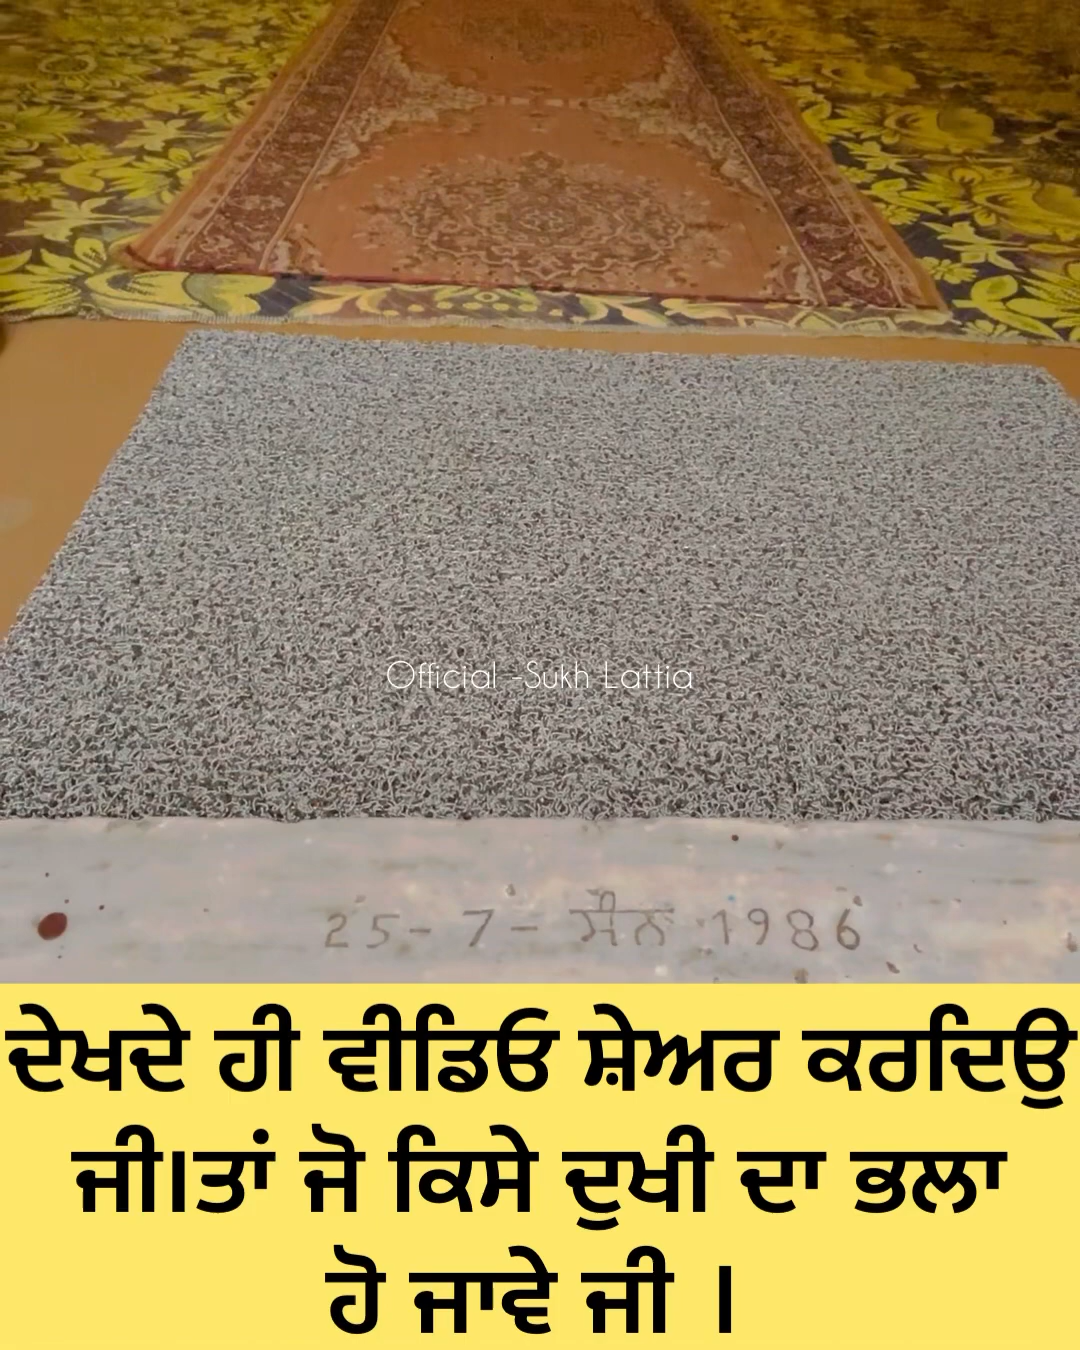 Official -Sukh Lattia
25-7- ਸੰਨ 1986
ਦੇਖਦੇ ਹੀ ਵੀਡਿਓ ਸ਼ੇਅਰ ਕਰਦਿਉ
ਜੀ।ਤਾਂ ਜੋ ਕਿਸੇ ਦੁਖੀ ਦਾ ਭਲਾ
ਹੋ ਜਾਵੇ ਜੀ ।